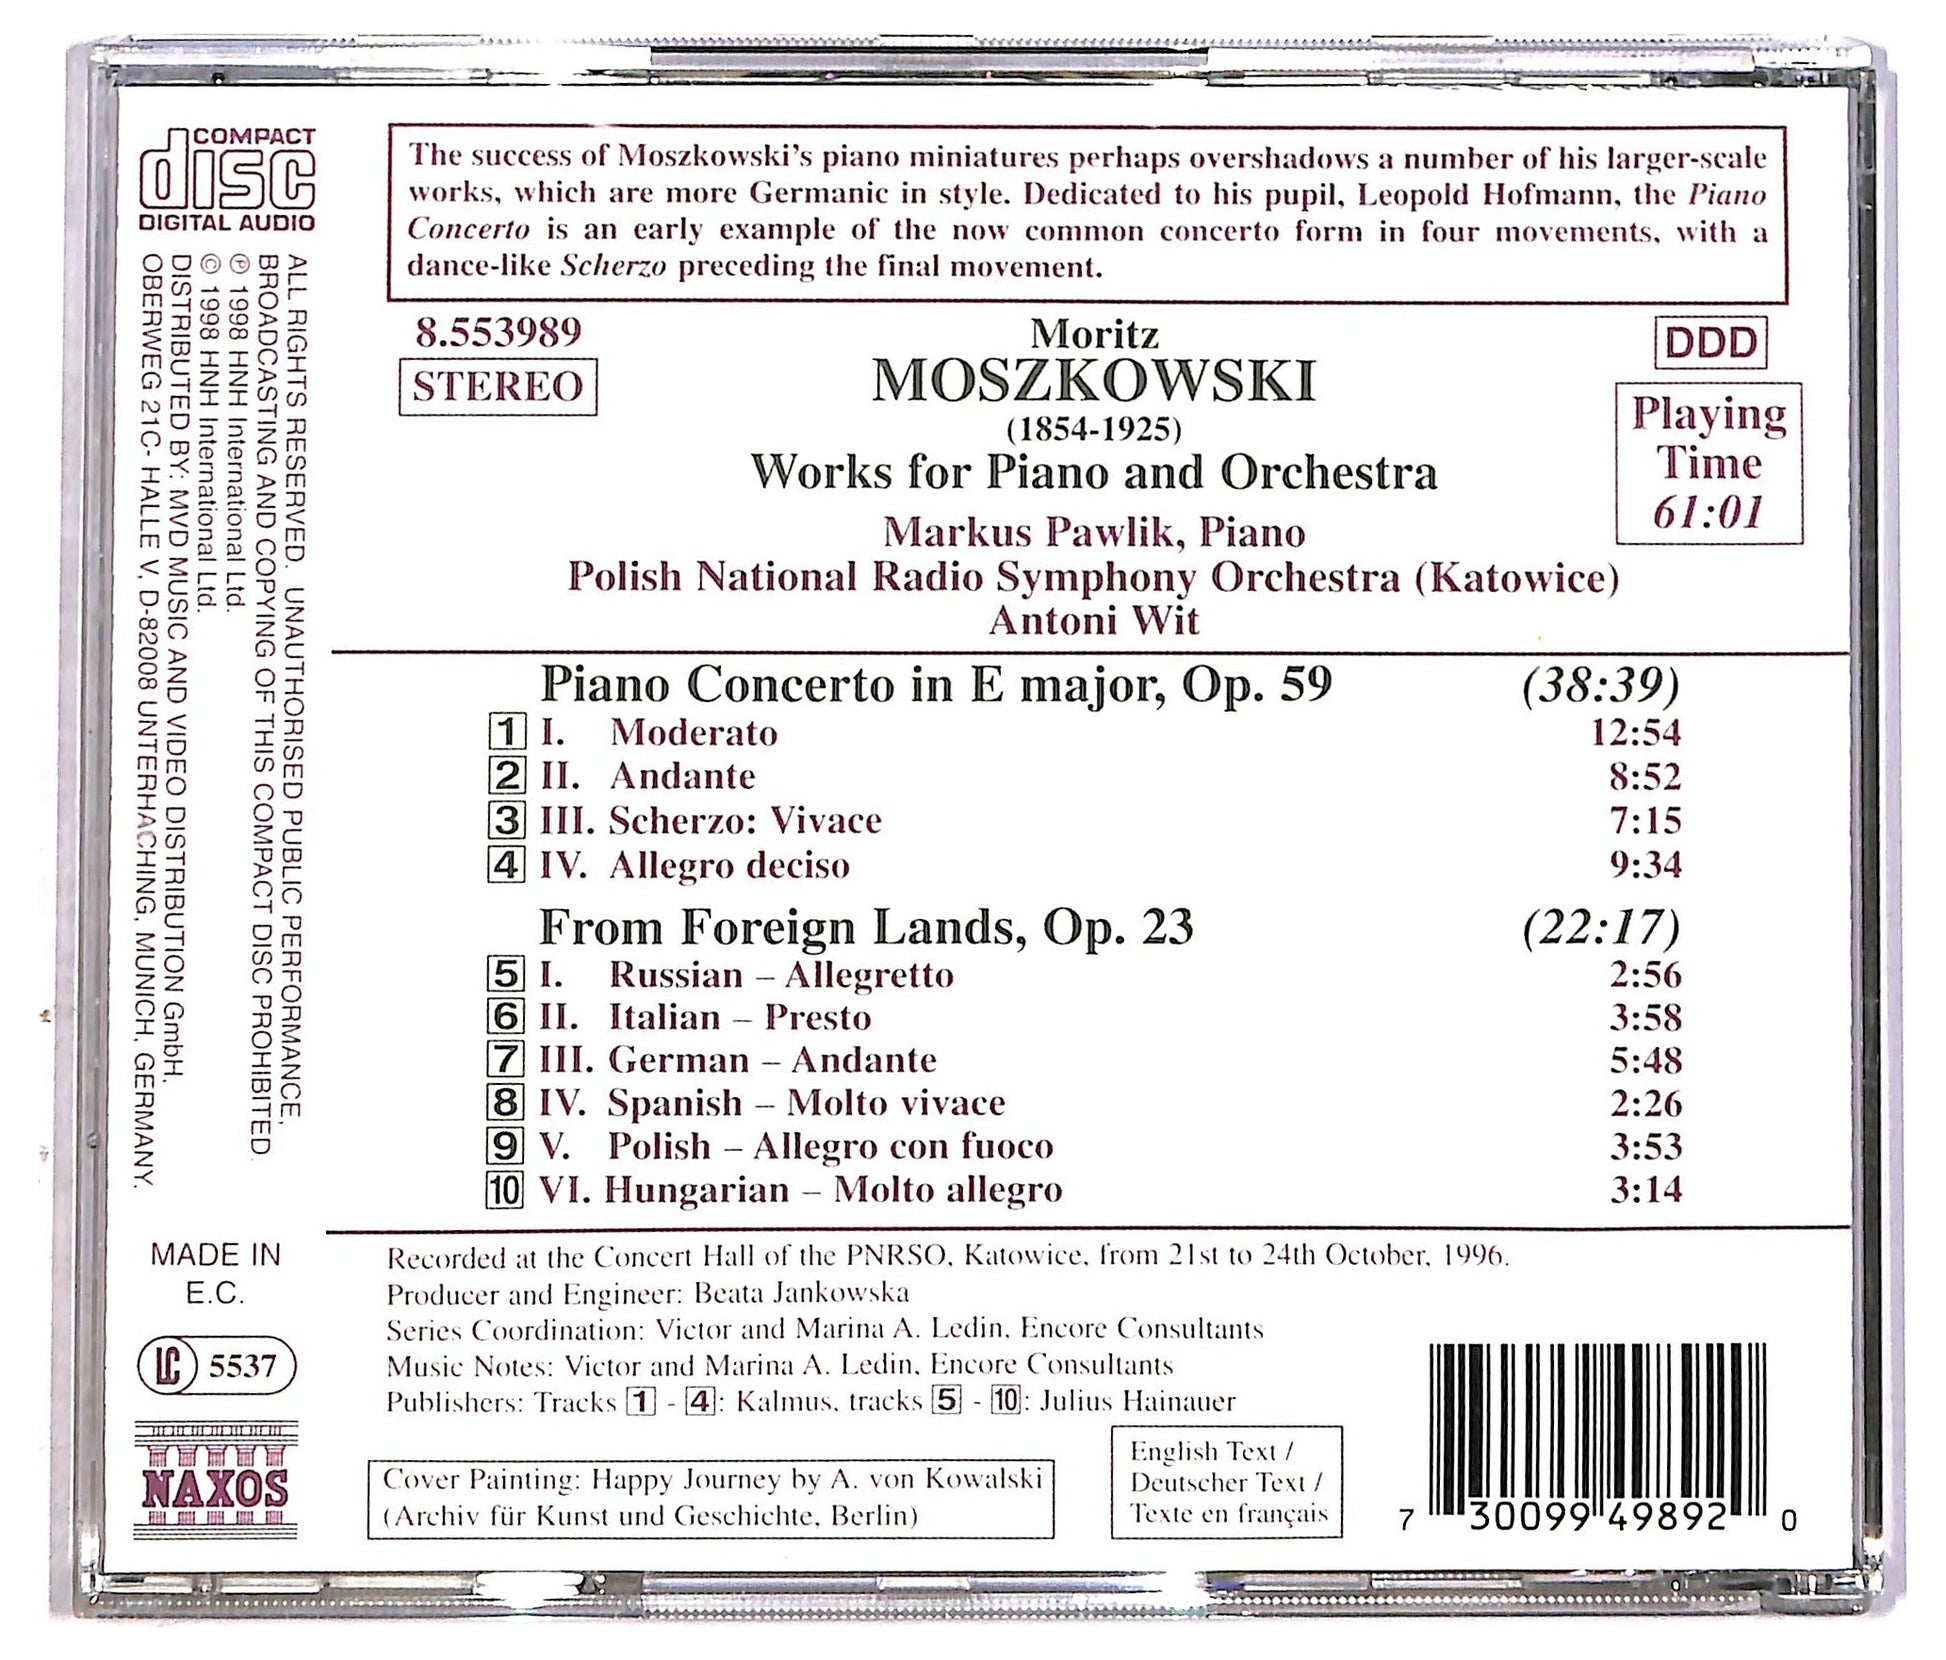 COMPACT
disc
DIGITAL AUDIO
ALL RIGHTS RESERVED. UNAUTHORISED PUBLIC PERFORMANCE,
BROADCASTING AND COPYING OF THIS COMPACT DISC PROHIBITED.
℗ 1998 HNH International Ltd.
© 1998 HNH International Ltd.
DISTRIBUTED BY: MVD MUSIC AND VIDEO DISTRIBUTION GmbH,
OBERWEG 21C- HALLE V, D-82008 UNTERHACHING, MUNICH, GERMANY.
MADE IN
E.C.
LC 5537
NAXOS
The success of Moszkowski's piano miniatures perhaps overshadows a number of his larger-scale
works, which are more Germanic in style. Dedicated to his pupil, Leopold Hofmann, the Piano
Concerto is an early example of the now common concerto form in four movements, with a
dance-like Scherzo preceding the final movement.
8.553989
STEREO
Moritz
MOSZKOWSKI
(1854-1925)
Works for Piano and Orchestra
Markus Pawlik, Piano
Polish National Radio Symphony Orchestra (Katowice)
Antoni Wit
DDD
Playing
Time
61:01
Piano Concerto in E major, Op. 59 (38:39)
1 I. Moderato 12:54
2 II. Andante 8:52
3 III. Scherzo: Vivace 7:15
4 IV. Allegro deciso 9:34
From Foreign Lands, Op. 23 (22:17)
5 I. Russian – Allegretto 2:56
6 II. Italian – Presto 3:58
7 III. German – Andante 5:48
8 IV. Spanish – Molto vivace 2:26
9 V. Polish – Allegro con fuoco 3:53
10 VI. Hungarian – Molto allegro 3:14
Recorded at the Concert Hall of the PNRSO, Katowice, from 21st to 24th October, 1996.
Producer and Engineer: Beata Jankowska
Series Coordination: Victor and Marina A. Ledin, Encore Consultants
Music Notes: Victor and Marina A. Ledin, Encore Consultants
Publishers: Tracks 1 - 4: Kalmus, tracks 5 - 10: Julius Hainauer
Cover Painting: Happy Journey by A. von Kowalski
(Archiv für Kunst und Geschichte, Berlin)
English Text /
Deutscher Text /
Texte en français
7 30099 49892 0